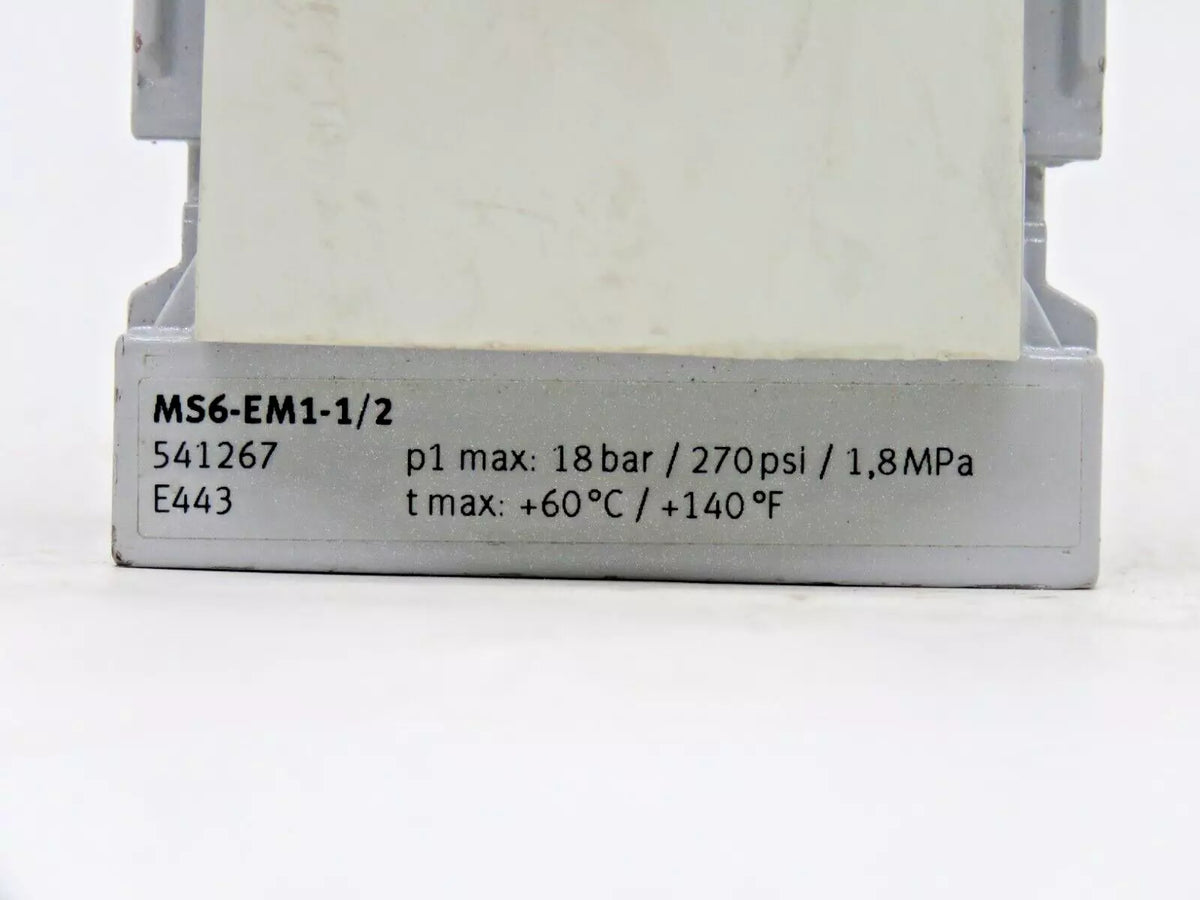 MS6-EM1-1/2
541267 p1 max: 18 bar / 270 psi / 1,8 MPa
E443 t max: +60 °C / +140 °F